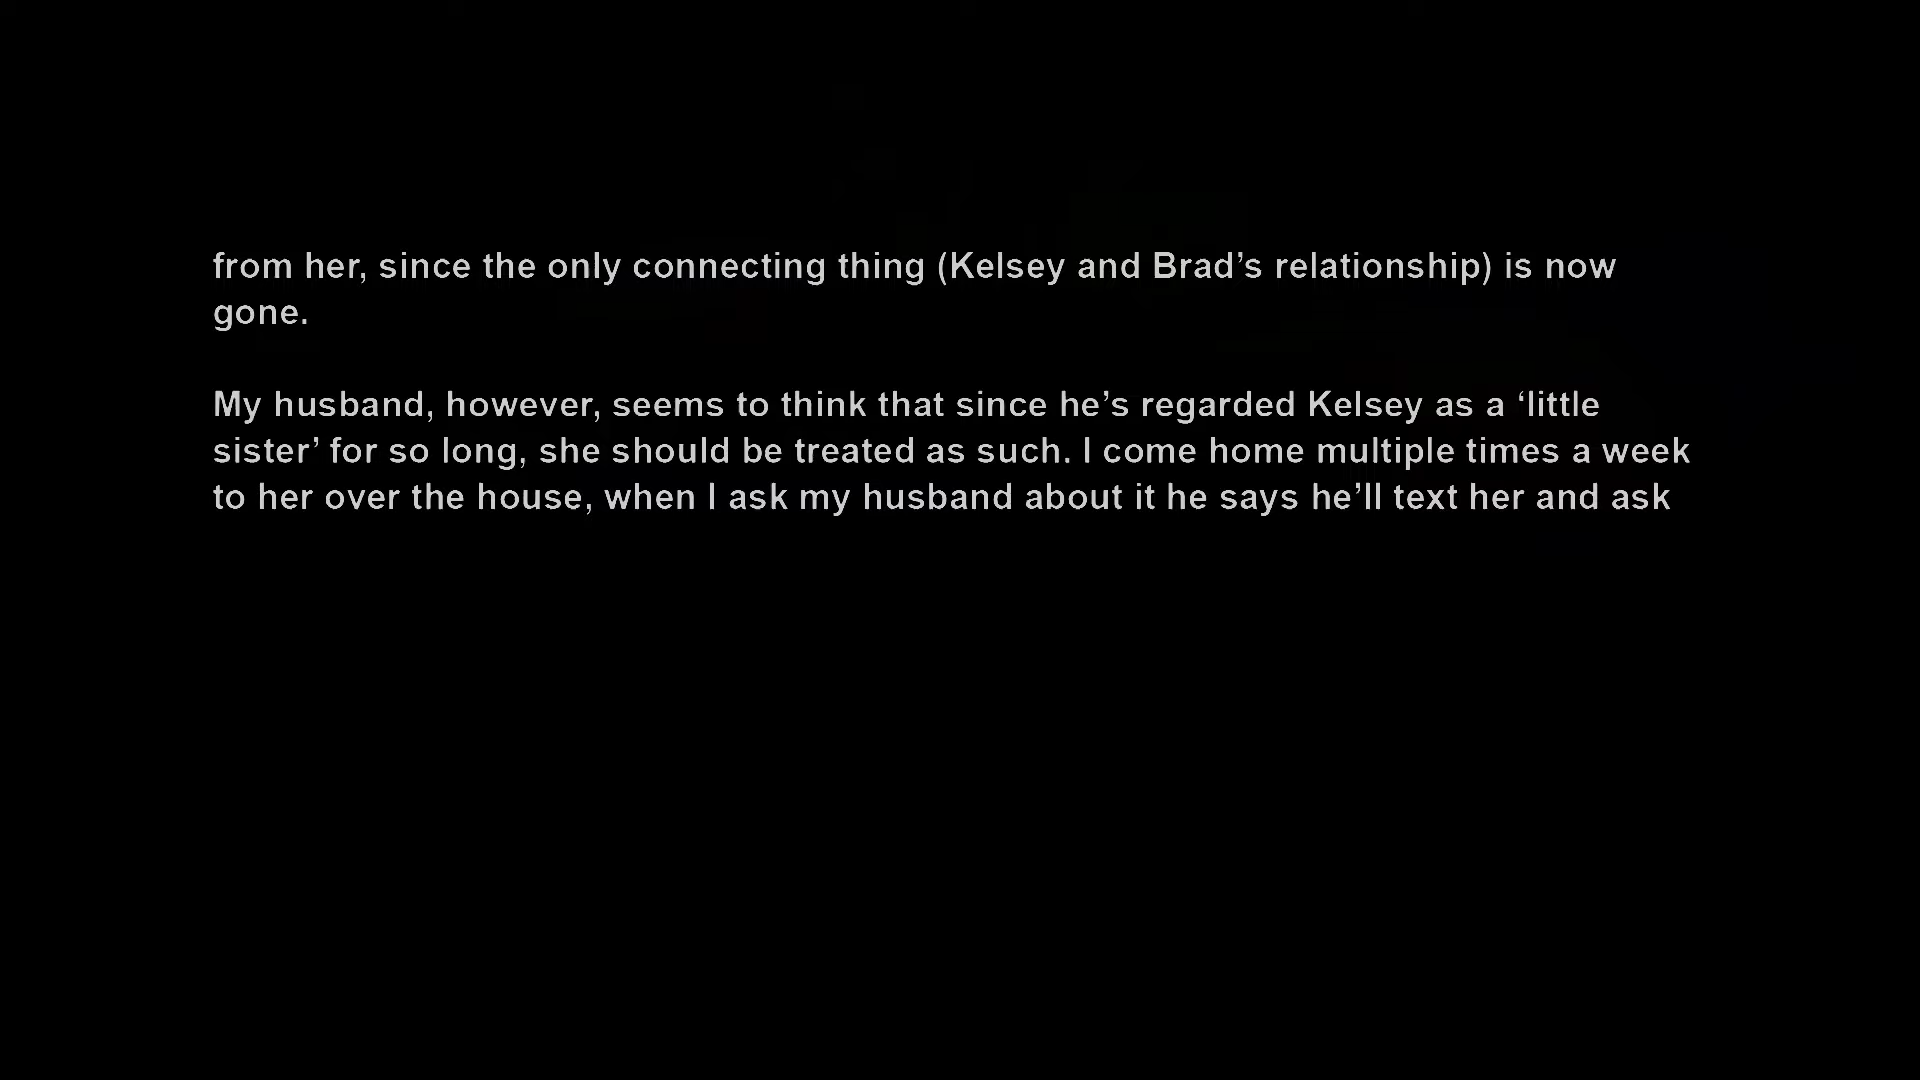 from her, since the only connecting thing (Kelsey and Brad’s relationship) is now
gone.
My husband, however, seems to think that since he’s regarded Kelsey as a ‘little
sister’ for so long, she should be treated as such. I come home multiple times a week
to her over the house, when I ask my husband about it he says he’ll text her and ask